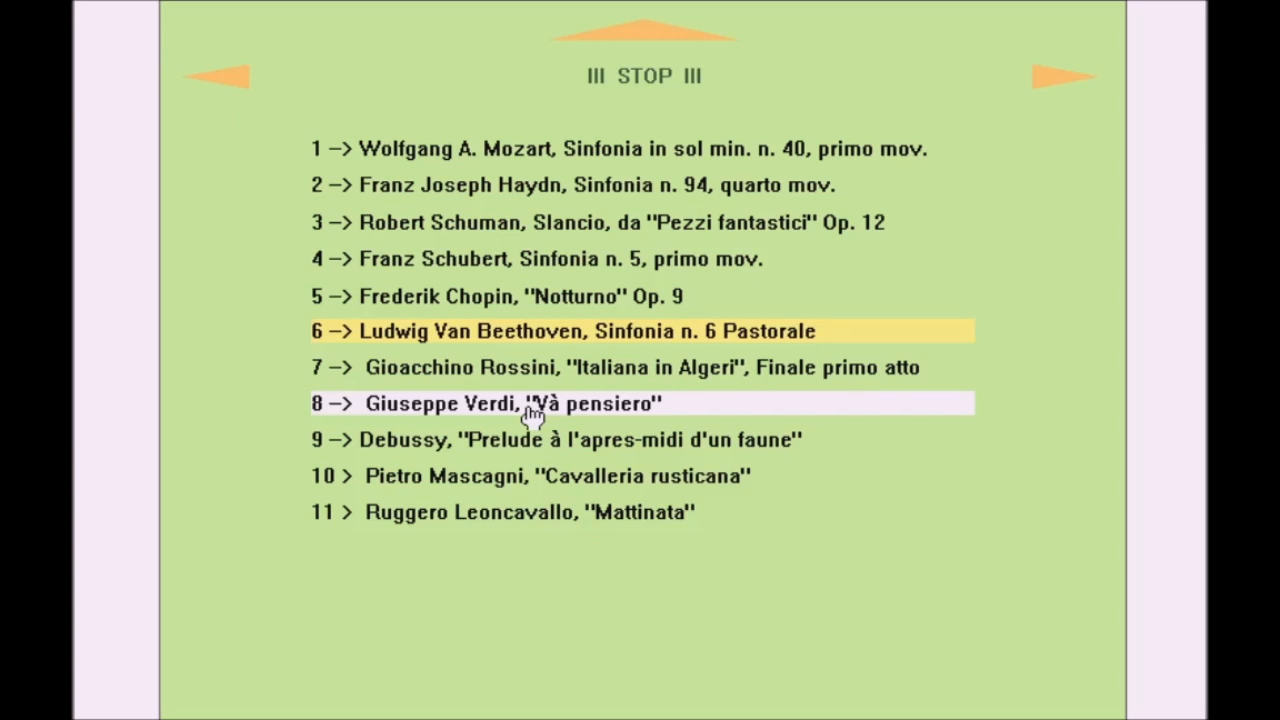 III STOP III
1 –> Wolfgang A. Mozart, Sinfonia in sol min. n. 40, primo mov.
2 –> Franz Joseph Haydn, Sinfonia n. 94, quarto mov.
3 –> Robert Schuman, Slancio, da "Pezzi fantastici" Op. 12
4 –> Franz Schubert, Sinfonia n. 5, primo mov.
5 –> Frederik Chopin, "Notturno" Op. 9
6 –> Ludwig Van Beethoven, Sinfonia n. 6 Pastorale
7 –> Gioacchino Rossini, "Italiana in Algeri", Finale primo atto
8 –> Giuseppe Verdi, "Và pensiero"
9 –> Debussy, "Prelude à l'apres-midi d'un faune"
10 > Pietro Mascagni, "Cavalleria rusticana"
11 > Ruggero Leoncavallo, "Mattinata"